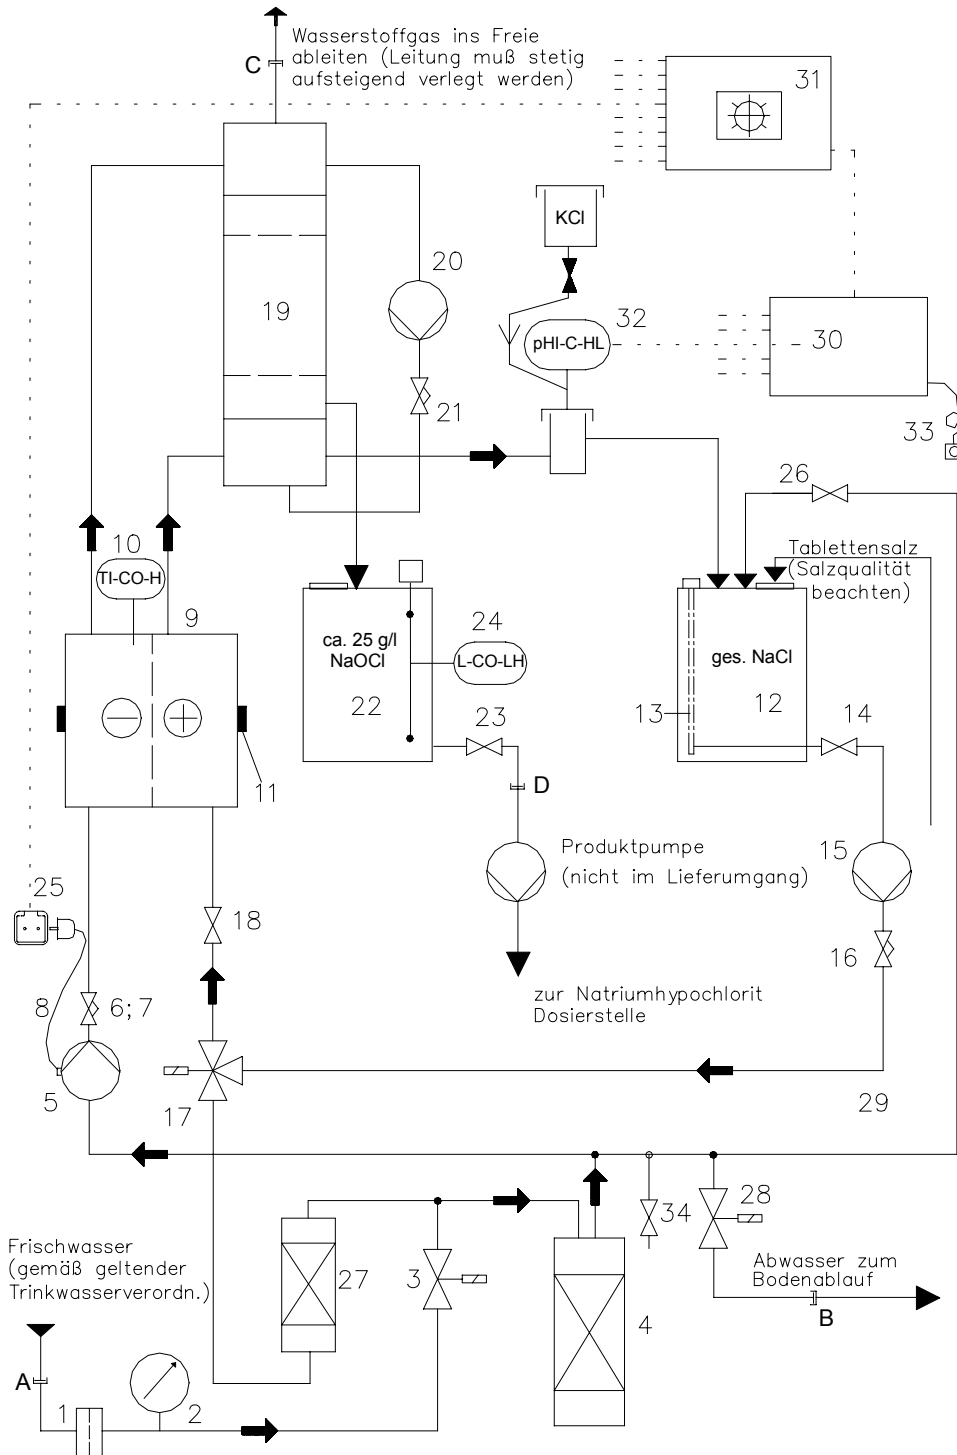 Wasserstoffgas ins Freie
ableiten (Leitung muß stetig
aufsteigend verlegt werden)
C
31
KCl
20
32
19
pHI-C-HL
30
21
33
26
10
TI-CO-H
Tablettensalz
(Salzqualität
beachten)
9
24
ca. 25 g/l
NaOCl
L-CO-LH
ges. NaCl
22
12
23
13
14
11
D
Produktpumpe
(nicht im Lieferumgang)
15
25
18
16
8
6; 7
zur Natriumhypochlorit
Dosierstelle
5
17
29
28
34
Frischwasser
(gemäß geltender
Trinkwasserverordn.)
27
3
Abwasser zum
Bodenablauf
4
B
A
1
2